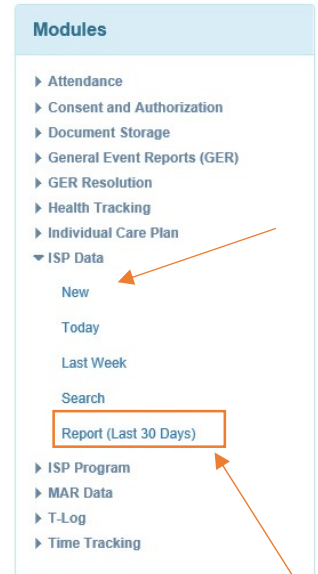 Modules
Attendance
Consent and Authorization
Document Storage
General Event Reports (GER)
GER Resolution
Health Tracking
Individual Care Plan
ISP Data
New
Today
Last Week
Search
Report (Last 30 Days)
ISP Program
MAR Data
T-Log
Time Tracking